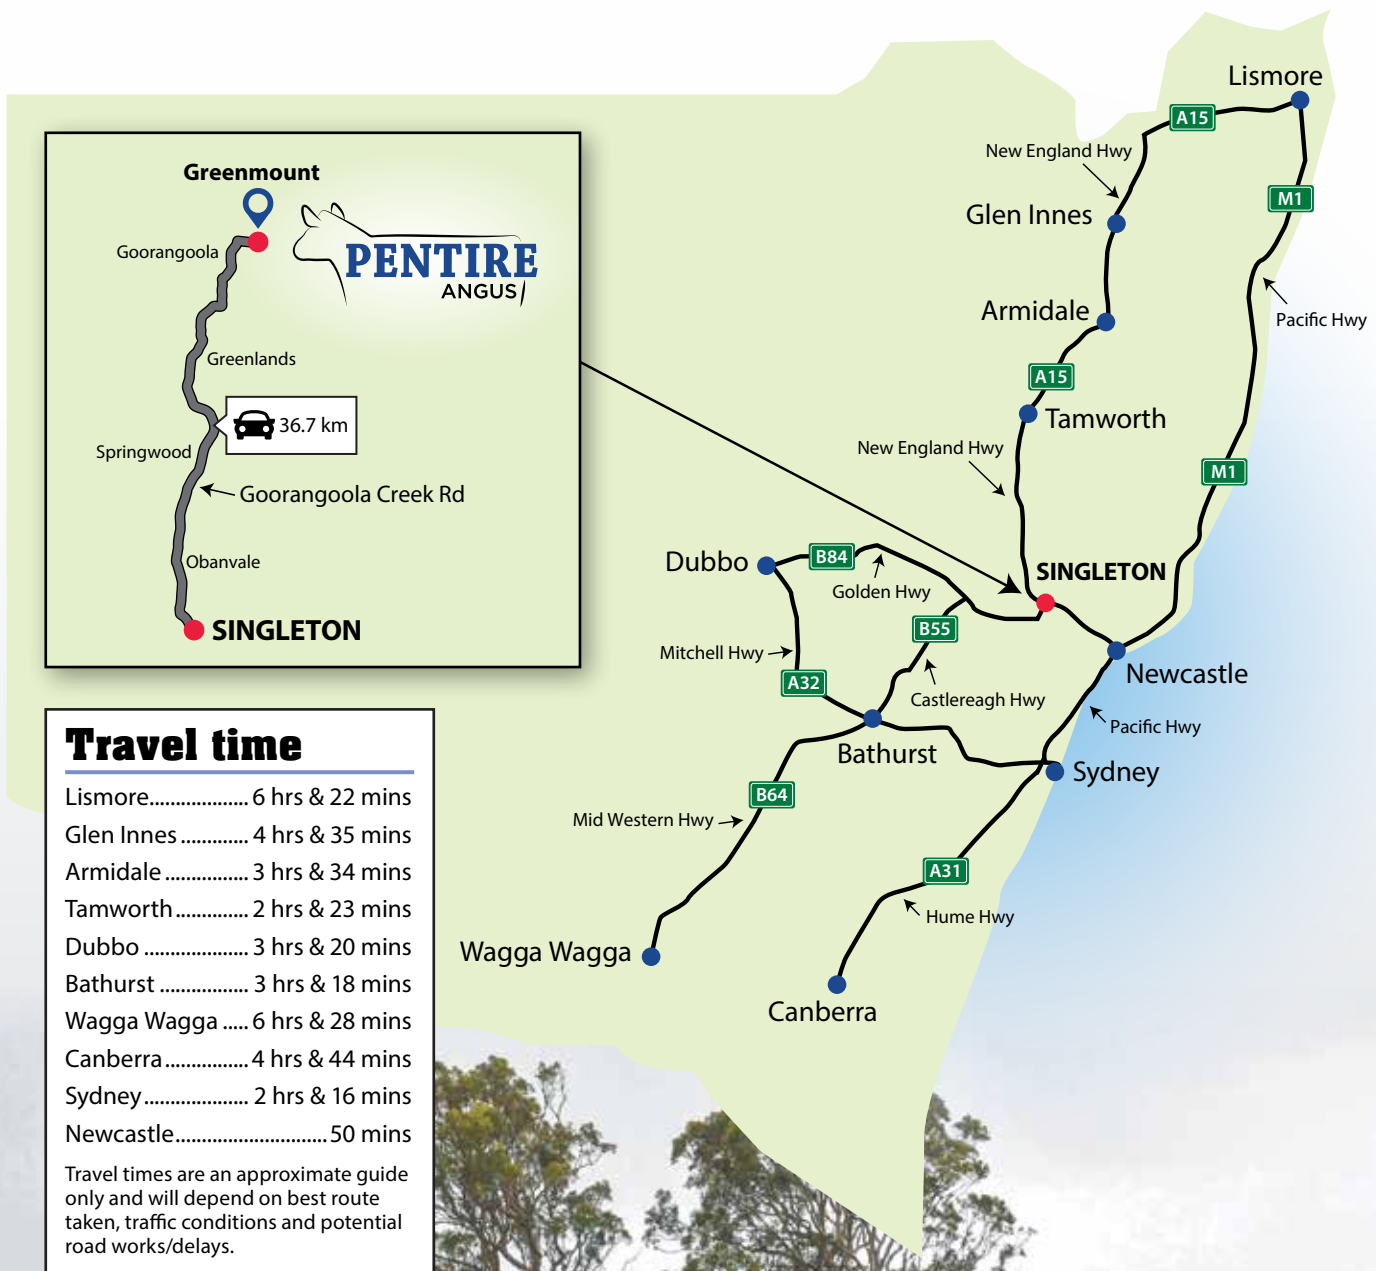 Greenmount
Goorangoola
PENTIRE
ANGUS
Greenlands
36.7 km
Springwood
Goorangoola Creek Rd
Obanvale
SINGLETON
Lismore
A15
New England Hwy
M1
Glen Innes
Armidale
Pacific Hwy
A15
Tamworth
New England Hwy
M1
Dubbo
B84
SINGLETON
Golden Hwy
B55
Mitchell Hwy
A32
Castlereagh Hwy
Newcastle
Pacific Hwy
Bathurst
Sydney
B64
Mid Western Hwy
A31
Hume Hwy
Wagga Wagga
Canberra
Travel time
Lismore................... 6 hrs & 22 mins
Glen Innes ............. 4 hrs & 35 mins
Armidale ................ 3 hrs & 34 mins
Tamworth .............. 2 hrs & 23 mins
Dubbo .................... 3 hrs & 20 mins
Bathurst ................. 3 hrs & 18 mins
Wagga Wagga ..... 6 hrs & 28 mins
Canberra ................ 4 hrs & 44 mins
Sydney .................... 2 hrs & 16 mins
Newcastle ............................. 50 mins
Travel times are an approximate guide
only and will depend on best route
taken, traffic conditions and potential
road works/delays.